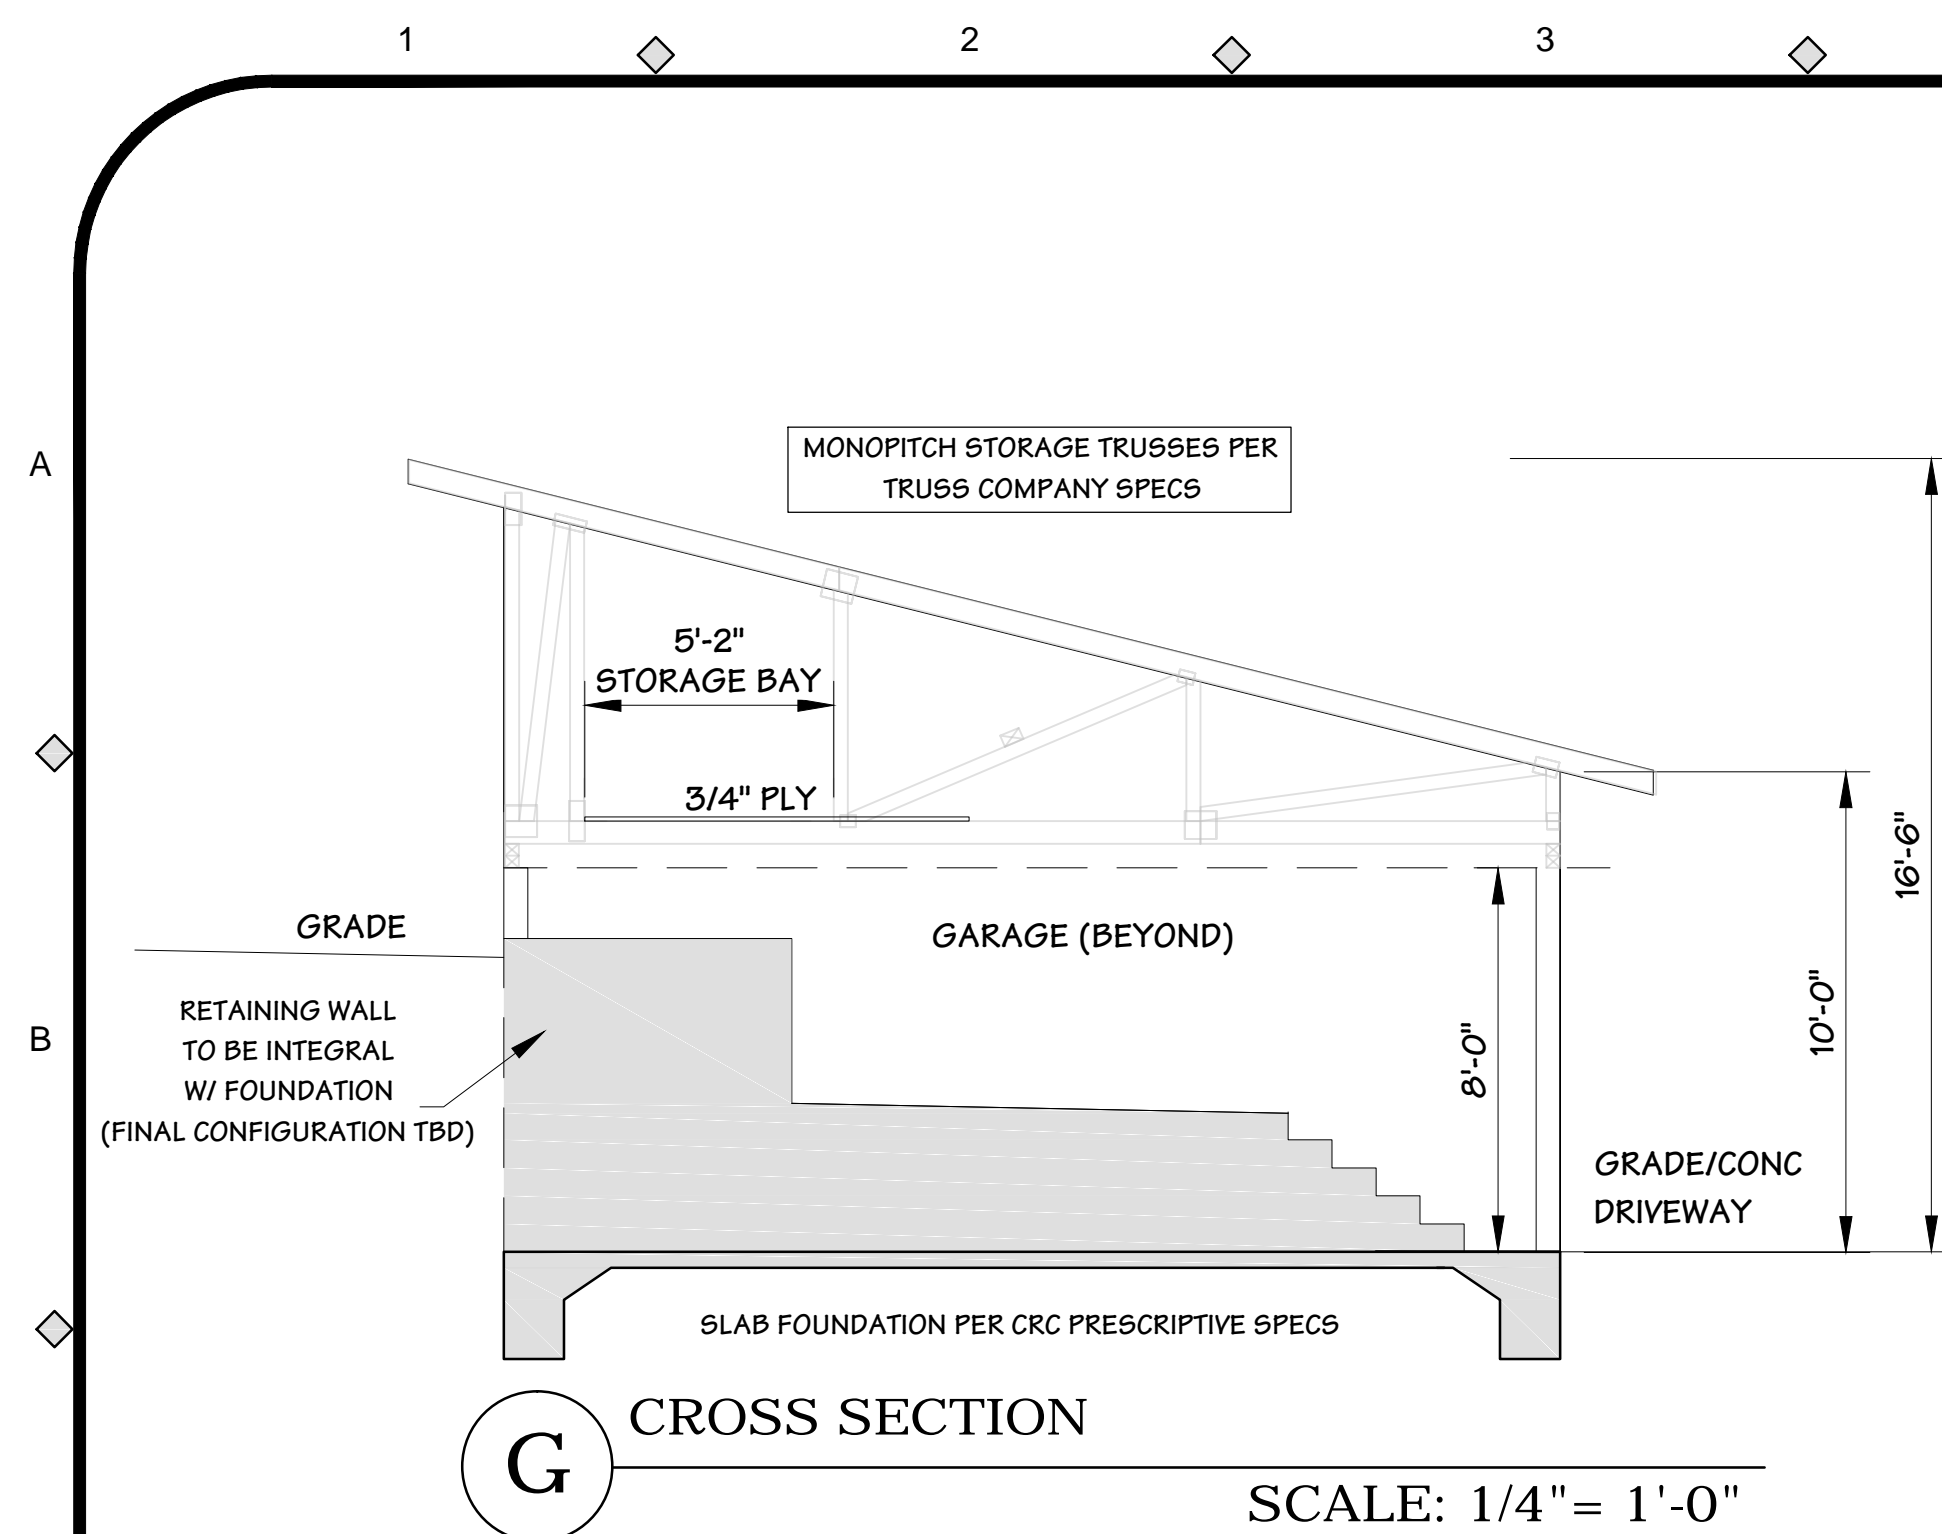 1 2 3
A
MONOPITCH STORAGE TRUSSES PER
TRUSS COMPANY SPECS
5'-2"
STORAGE BAY
3/4" PLY
16'-6"
GRADE
GARAGE (BEYOND)
10'-0"
B
RETAINING WALL
TO BE INTEGRAL
W/ FOUNDATION
(FINAL CONFIGURATION TBD)
8'-0"
GRADE/CONC
DRIVEWAY
SLAB FOUNDATION PER CRC PRESCRIPTIVE SPECS
G
CROSS SECTION
SCALE: 1/4"= 1'-0"